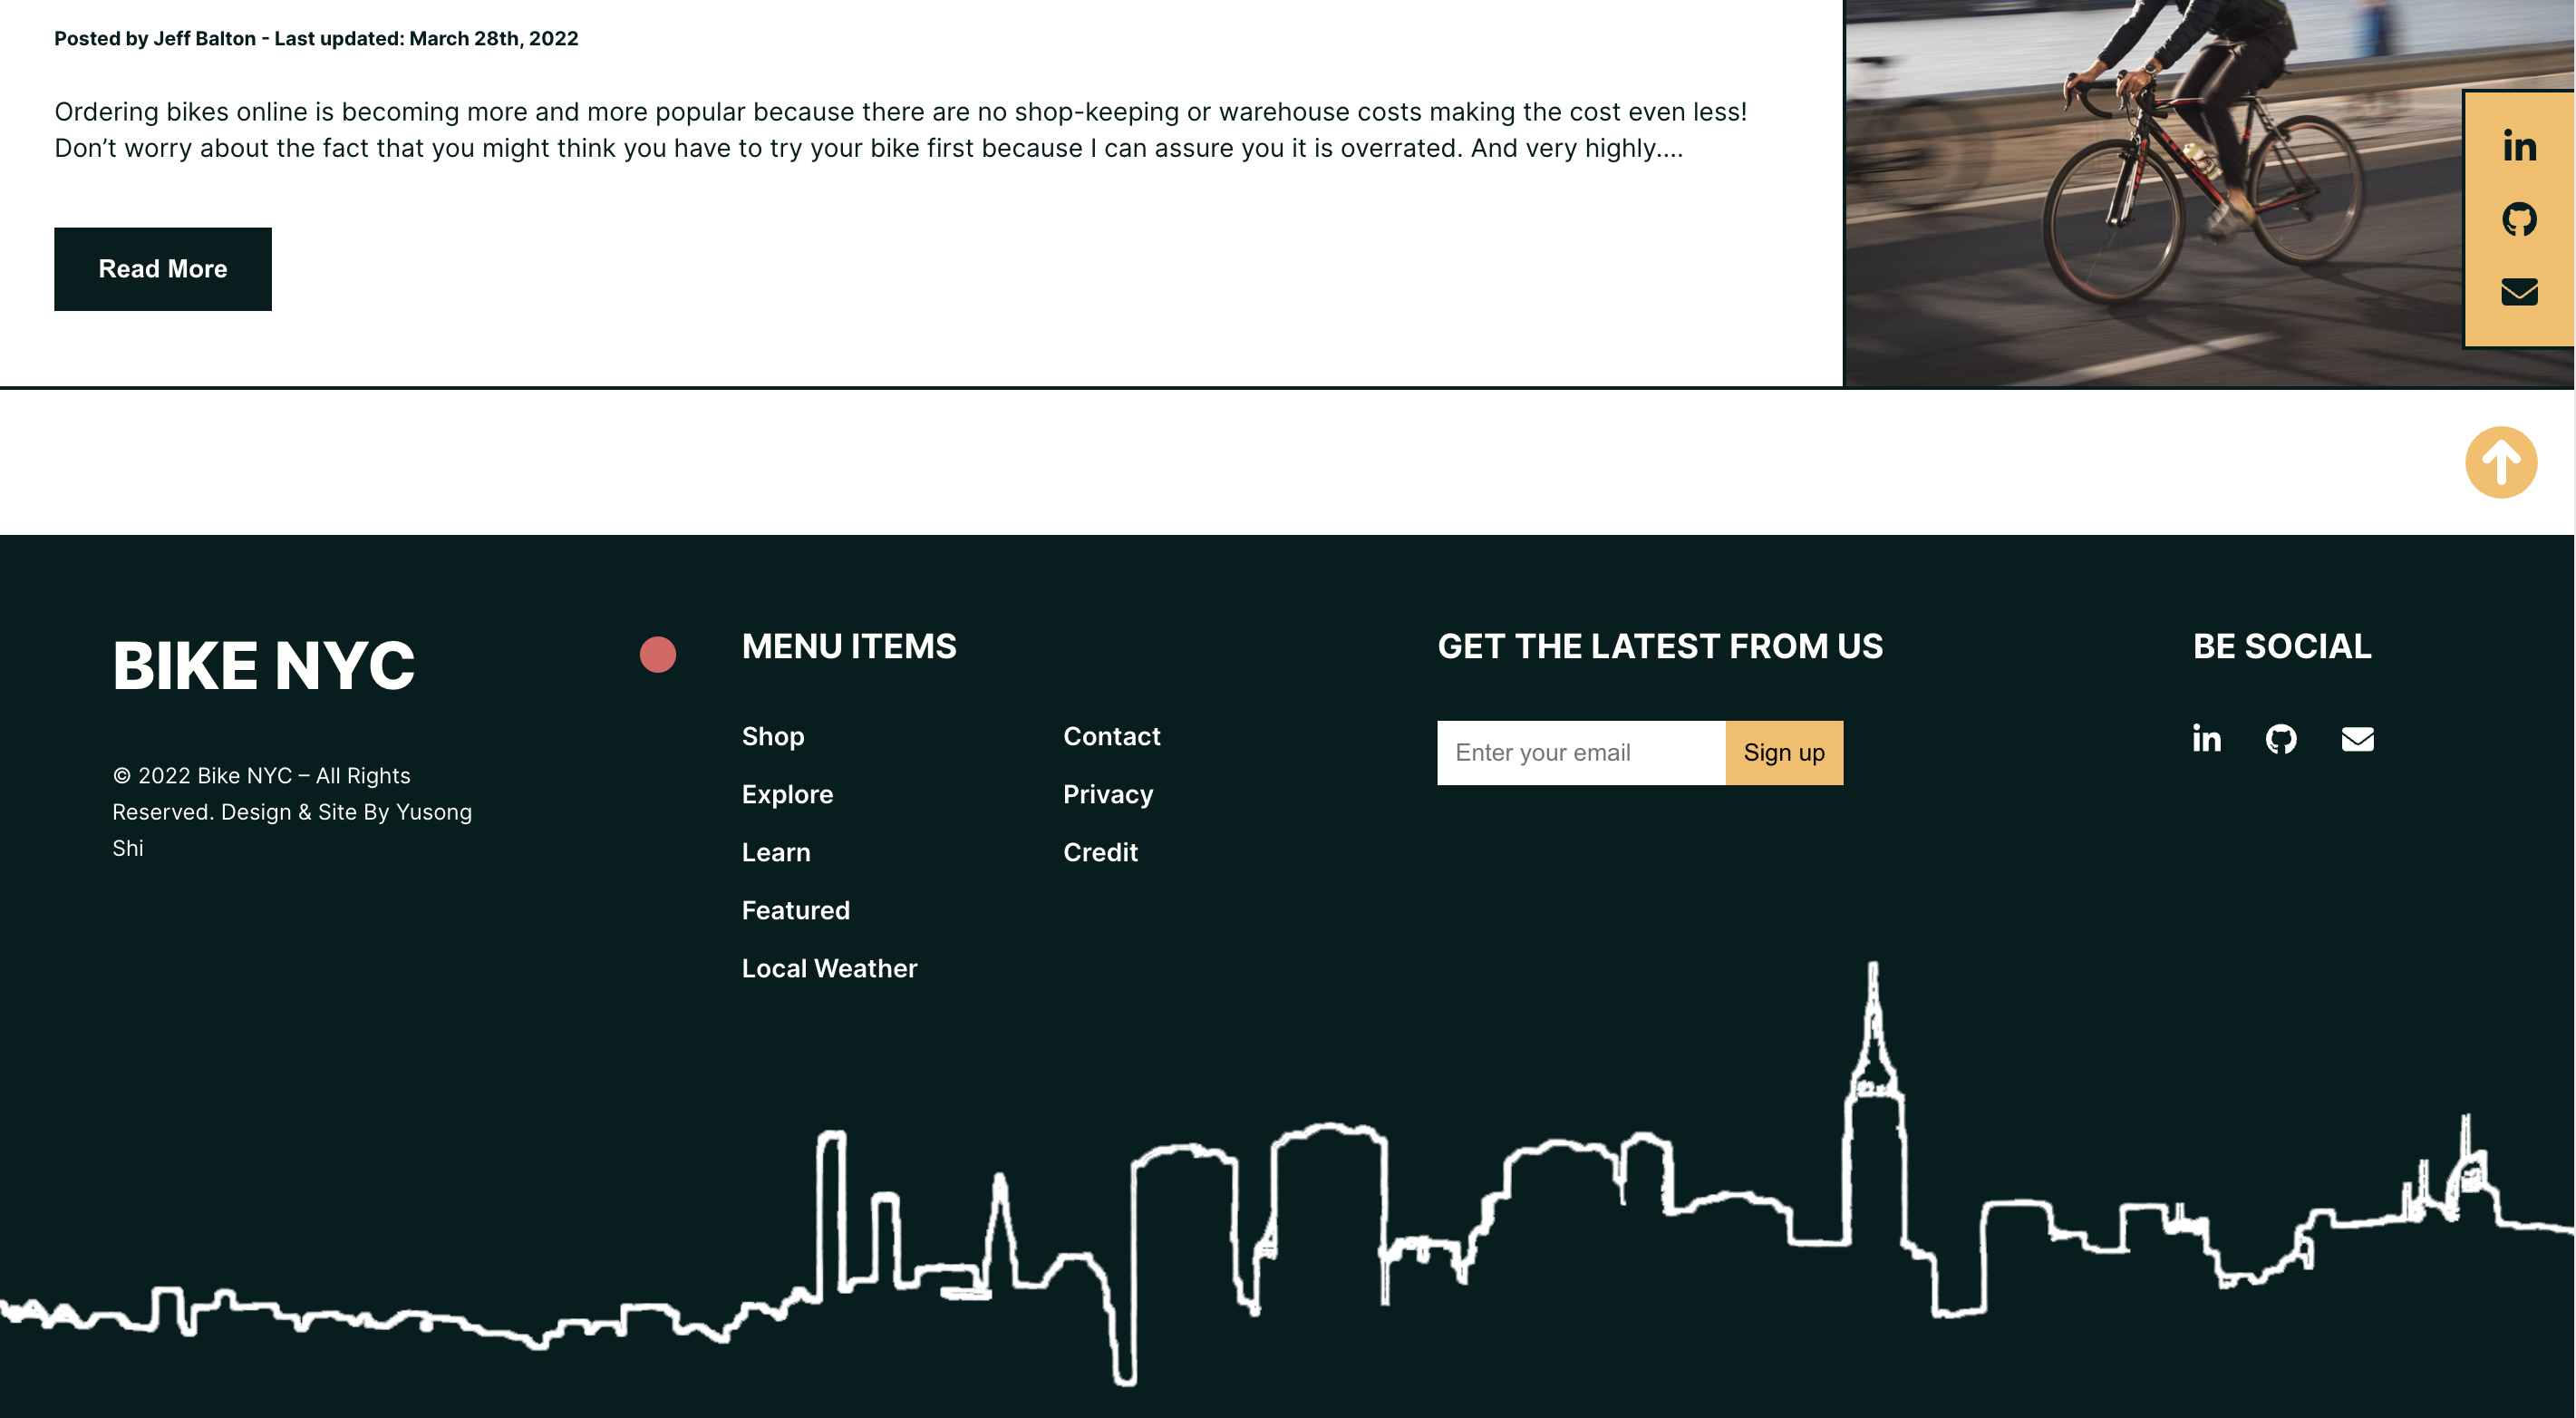 Posted by Jeff Balton - Last updated: March 28th, 2022
Ordering bikes online is becoming more and more popular because there are no shop-keeping or warehouse costs making the cost even less!
Don’t worry about the fact that you might think you have to try your bike first because I can assure you it is overrated. And very highly....
Read More
BIKE NYC
© 2022 Bike NYC – All Rights
Reserved. Design & Site By Yusong
Shi
MENU ITEMS
Shop
Explore
Learn
Featured
Local Weather
Contact
Privacy
Credit
GET THE LATEST FROM US
Enter your email
Sign up
BE SOCIAL
in
in